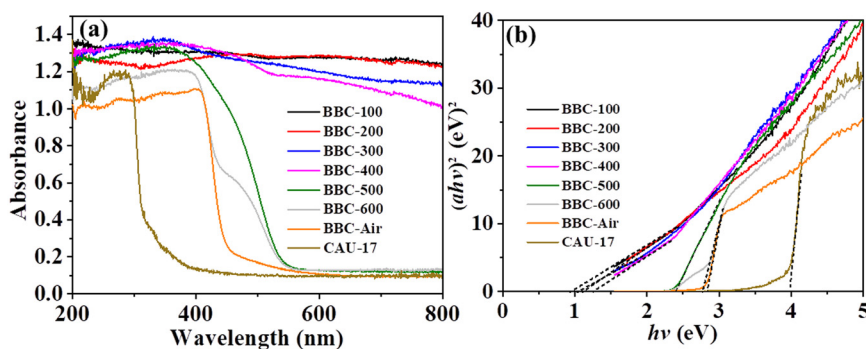 (a)
1.4
1.2
1.0
0.8
0.6
0.4
0.2
0.0
Absorbance
BBC-100
BBC-200
BBC-300
BBC-400
BBC-500
BBC-600
BBC-Air
CAU-17
200 400 600 800
Wavelength (nm)
(b)
40
30
20
10
0
(ahv)² (eV)²
BBC-100
BBC-200
BBC-300
BBC-400
BBC-500
BBC-600
BBC-Air
CAU-17
0 1 2 3 4 5
hv (eV)